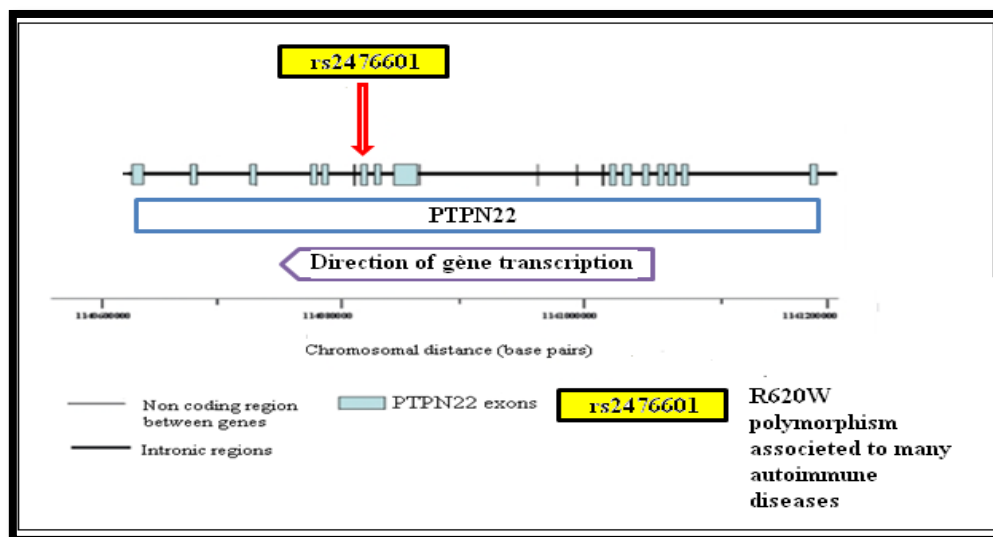 rs2476601
PTPN22
Direction of gène transcription
Chromosomal distance (base pairs)
Non coding region
between genes
Intronic regions
PTPN22 exons
rs2476601
R620W
polymorphism
associeted to many
autoimmune
diseases